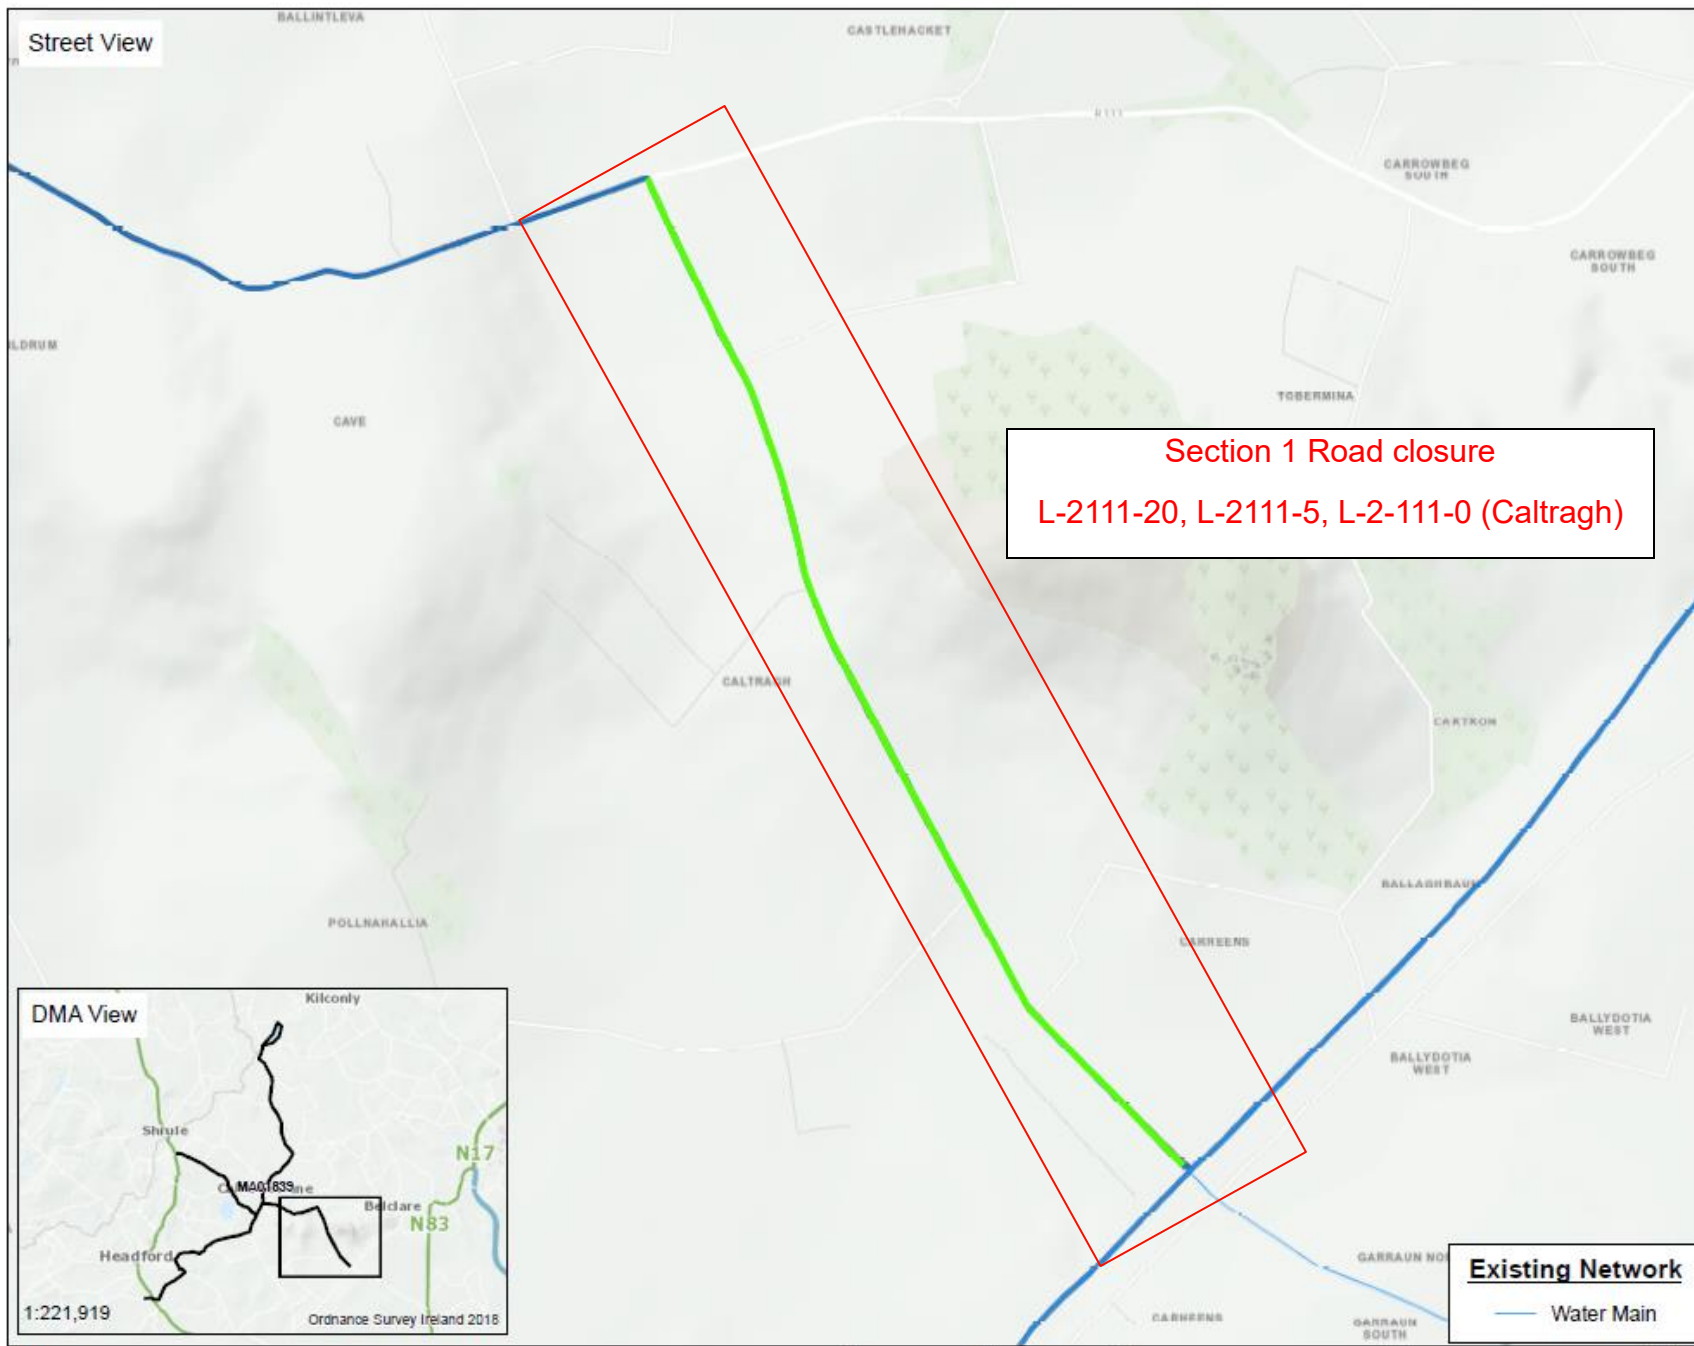 Street View
BALLINTLEVA
CASTLEHACKET
CARROWBEG
SOUTH
CARROWBEG
SOUTH
CAVE
TOBERMINA
Section 1 Road closure
L-2111-20, L-2111-5, L-2-111-0 (Caltragh)
CALTRAGH
CARTRON
BALLAGHBAUN
POLLNAHALLIA
CARREENS
BALLYDOTIA
WEST
BALLYDOTIA
WEST
DMA View
Kilconly
Shrule
N17
MA01839
Belclare
N83
Headford
1:221,919
Ordnance Survey Ireland 2018
CARHEENS
GARRAUN
SOUTH
Existing Network
Water Main